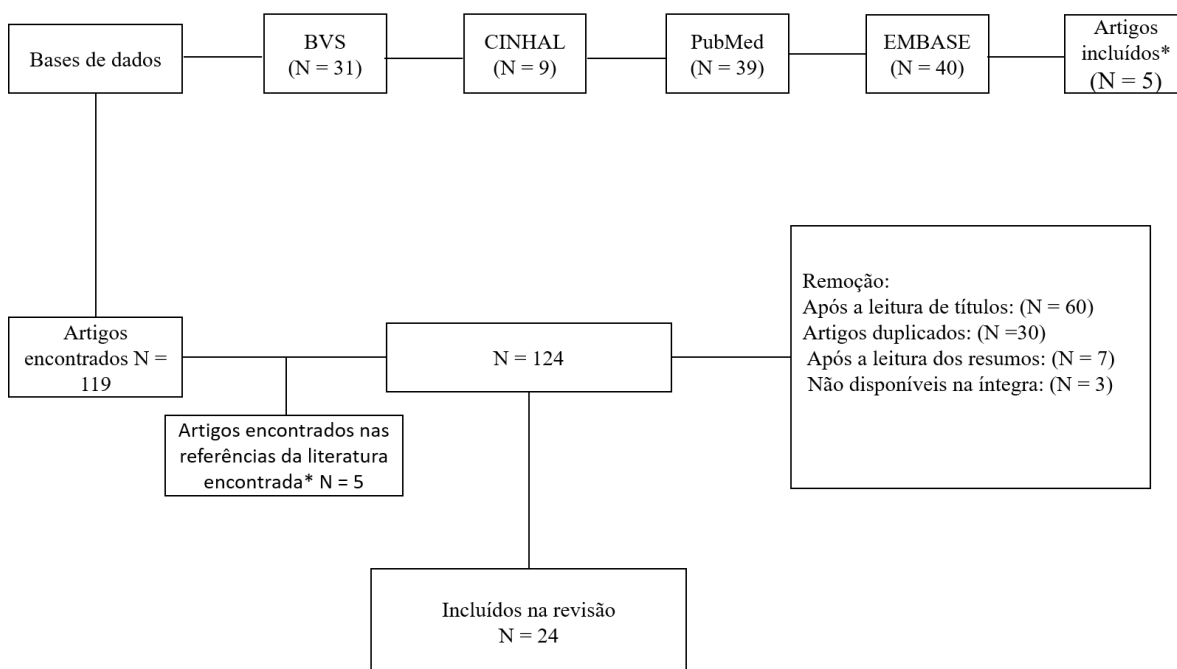 Bases de dados
BVS
(N = 31)
CINHAL
(N = 9)
PubMed
(N = 39)
EMBASE
(N = 40)
Artigos
incluídos*
(N = 5)
Artigos
encontrados N =
119
Artigos encontrados nas
referências da literatura
encontrada* N = 5
N = 124
Remoção:
Após a leitura de títulos: (N = 60)
Artigos duplicados: (N =30)
Após a leitura dos resumos: (N = 7)
Não disponíveis na íntegra: (N = 3)
Incluídos na revisão
N = 24